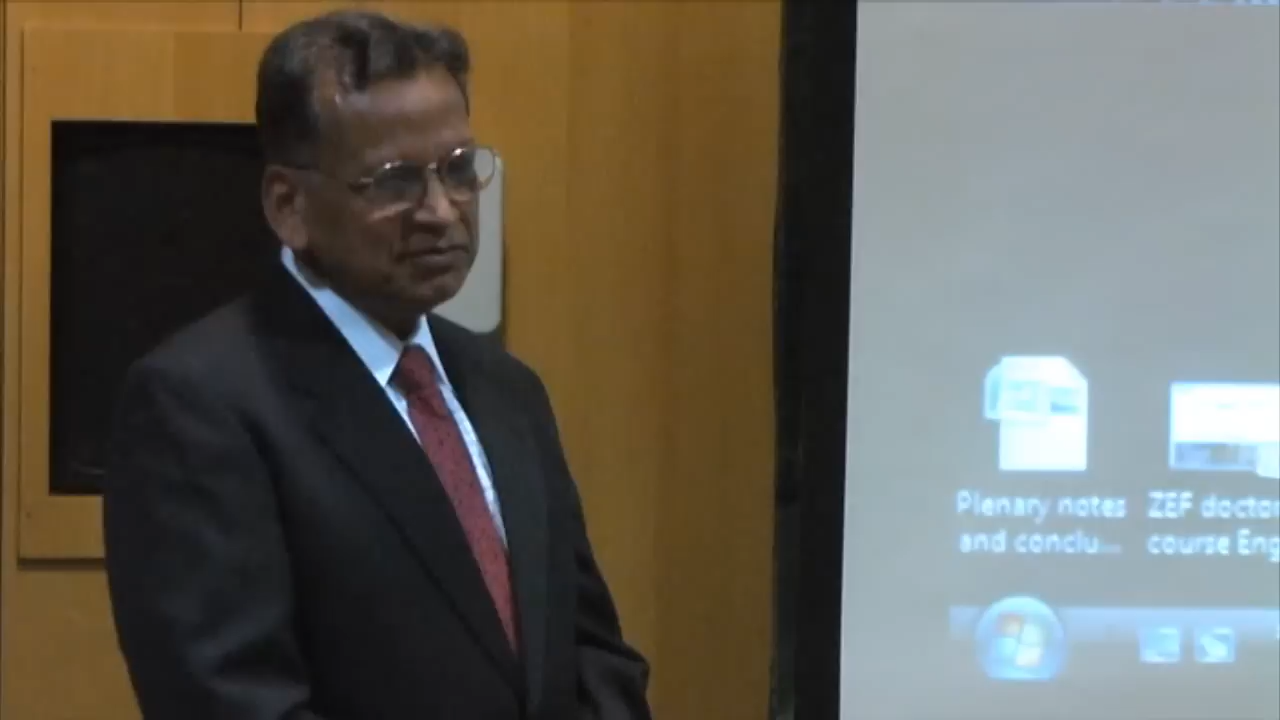 Plenary notes
and conclu...
ZEF doctor
course Eng